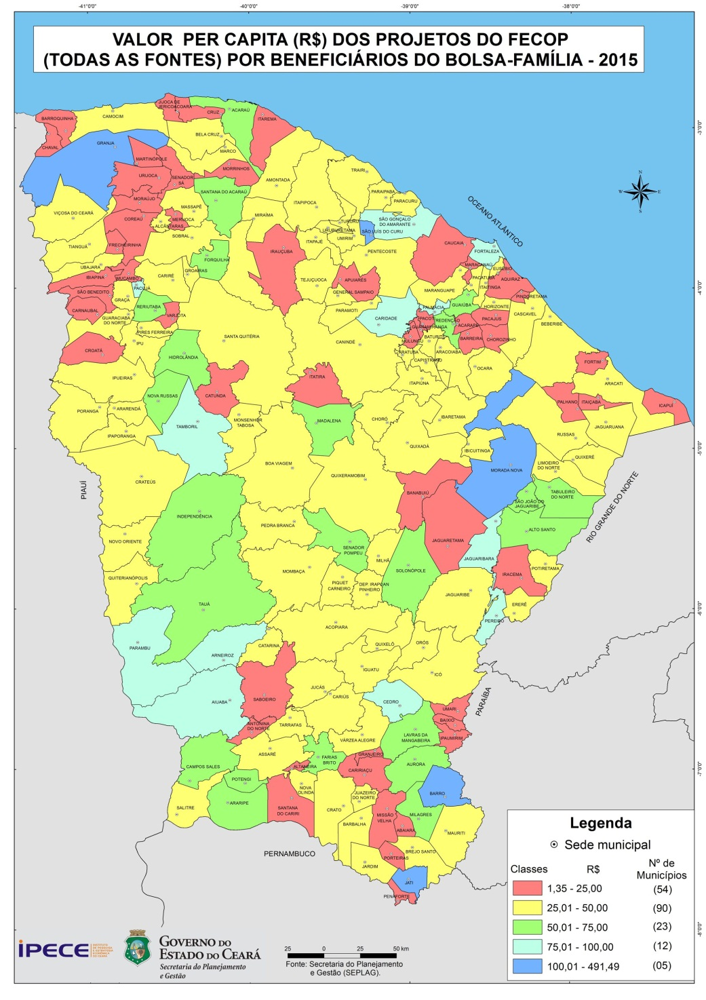 -41°0'0"
-40°0'0"
-39°0'0"
-38°0'0"
VALOR PER CAPITA (R$) DOS PROJETOS DO FECOP
(TODAS AS FONTES) POR BENEFICIÁRIOS DO BOLSA-FAMÍLIA - 2015
JIJOCA DE
JERICOACOARA
CRUZ
ACARAÚ
ITAREMA
BARROQUINHA
CAMOCIM
CHAVAL
GRANJA
BELA CRUZ
MARCO
-3°0'0"
MARTINÓPOLE
MORRINHOS
URUOCA
SENADOR
SÁ
AMONTADA
TRAIRI
SANTANA DO ACARAÚ
MORAÚJO
ITAPIPOCA
PARAIPABA
PARACURU
N
W
E
S
OCEANO ATLÂNTICO
VIÇOSA DO CEARÁ
COREAÚ
MASSAPÊ
MERUOCA
ALCÂNTARAS
MIRAÍMA
TURURU
URUBURETAMA
SÃO GONÇALO
DO AMARANTE
SÃO LUÍS DO CURU
UMIRIM
ITAPAJÉ
SOBRAL
TIANGUÁ
FRECHEIRINHA
IRAUÇUBA
PENTECOSTE
CAUCAIA
FORTALEZA
FORQUILHA
UBAJARA
IBIAPINA
MUCAMBO
CARIRÉ
GROAÍRAS
TEJUÇUOCA
APUIARÉS
GENERAL SAMPAIO
MARACANAÚ
EUSÉBIO
PACATUBA
AQUIRAZ
ITAITINGA
MARANGUAPE
PINDORETAMA
-4°0'0"
PACUJÁ
SÃO BENEDITO
GRAÇA
CARNAUBAL
RERIUTABA
VARJOTA
GUARACIABA
DO NORTE
PARAMOTI
CARIDADE
PALMÁCIA
GUAIÚBA
HORIZONTE
CASCAVEL
PACOTI
REDENÇÃO
GUARAMIRANGA
ACARAPE
PACAJUS
BEBERIBE
PIRES FERREIRA
IPU
SANTA QUITÉRIA
CANINDÉ
MULUNGU
BATURITÉ
BARREIRA
CHOROZINHO
CROATÁ
ARATUBA
ARACOIABA
CAPISTRANO
HIDROLÂNDIA
OCARA
FORTIM
IPUEIRAS
ITAPIÚNA
ARACATI
ITATIRA
NOVA RUSSAS
CATUNDA
PALHANO
ITAIÇABA
ICAPUÍ
PORANGA
ARARENDÁ
MONSENHOR
TABOSA
MADALENA
CHORÓ
IBARETAMA
TAMBORIL
JAGUARUANA
IPAPORANGA
RUSSAS
-5°0'0"
QUIXADÁ
IBICUITINGA
QUIXERÉ
BOA VIAGEM
MORADA NOVA
LIMOEIRO
DO NORTE
CRATEÚS
QUIXERAMOBIM
BANABUIÚ
TABULEIRO
DO NORTE
SÃO JOÃO DO
JAGUARIBE
PIAUÍ
RIO GRANDE DO NORTE
INDEPENDÊNCIA
PEDRA BRANCA
ALTO SANTO
NOVO ORIENTE
SENADOR
POMPEU
JAGUARETAMA
MILHÃ
JAGUARIBARA
MOMBAÇA
SOLONÓPOLE
POTIRETAMA
IRACEMA
QUITERIANÓPOLIS
PIQUET
CARNEIRO
DEP. IRAPUAN
PINHEIRO
JAGUARIBE
TAUÁ
ERERÊ
-6°0'0"
PEREIRO
ACOPIARA
PARAMBU
CATARINA
QUIXELÔ
ORÓS
ARNEIROZ
IGUATU
ICÓ
AIUABA
SABOEIRO
JUCÁS
CARIÚS
CEDRO
PARAÍBA
UMARI
BAIXIO
ANTONINA
DO NORTE
TARRAFAS
IPAUMIRIM
LAVRAS DA
MANGABEIRA
VÁRZEA ALEGRE
ASSARÉ
GRANJEIRO
FARIAS
BRITO
CAMPOS SALES
ALTANEIRA
CARIRIAÇU
AURORA
-7°0'0"
POTENGI
NOVA
OLINDA
JUAZEIRO
DO NORTE
BARRO
ARARIPE
SALITRE
SANTANA
DO CARIRI
CRATO
MISSÃO
VELHA
MILAGRES
BARBALHA
ABAIARA
MAURITI
BREJO SANTO
PERNAMBUCO
PORTEIRAS
JARDIM
JATI
PENAFORTE
Legenda
Sede municipal
Classes R$ Nº de
Municípios
1,35 - 25,00 (54)
25,01 - 50,00 (90)
50,01 - 75,00 (23)
75,01 - 100,00 (12)
100,01 - 491,49 (05)
-8°0'0"
IPECE
INSTITUTO
DE PESQUISA
E ESTRATÉGIA
ECONÔMICA
DO CEARÁ
GOVERNO DO
ESTADO DO CEARÁ
Secretaria do Planejamento
e Gestão
25 0 25 50 km
Fonte: Secretaria do Planejamento
e Gestão (SEPLAG).